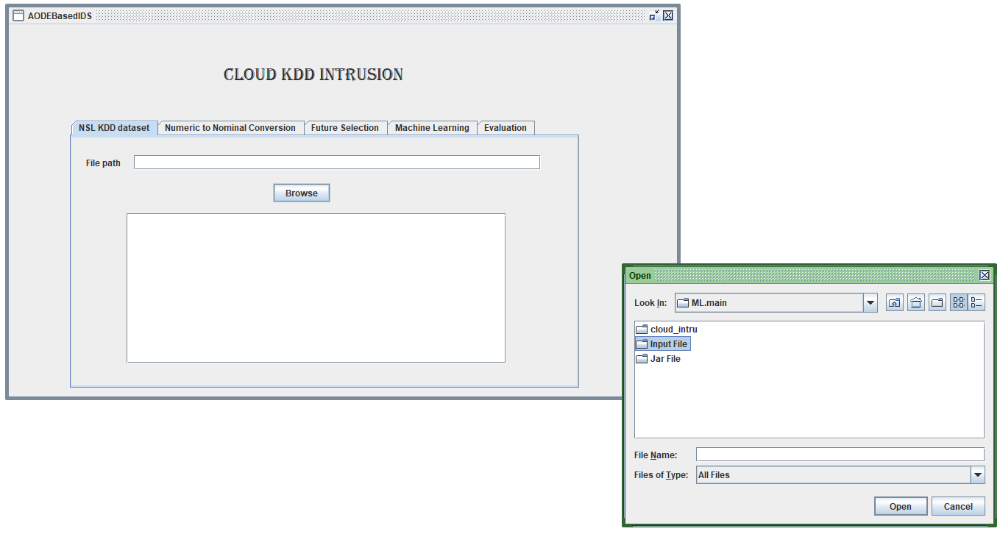 AODEBasedIDS
CLOUD KDD INTRUSION
NSL KDD dataset Numeric to Nominal Conversion Future Selection Machine Learning Evaluation
File path
Browse
Open
Look In: ML.main
cloud_intru
Input File
Jar File
File Name:
Files of Type: All Files
Open Cancel